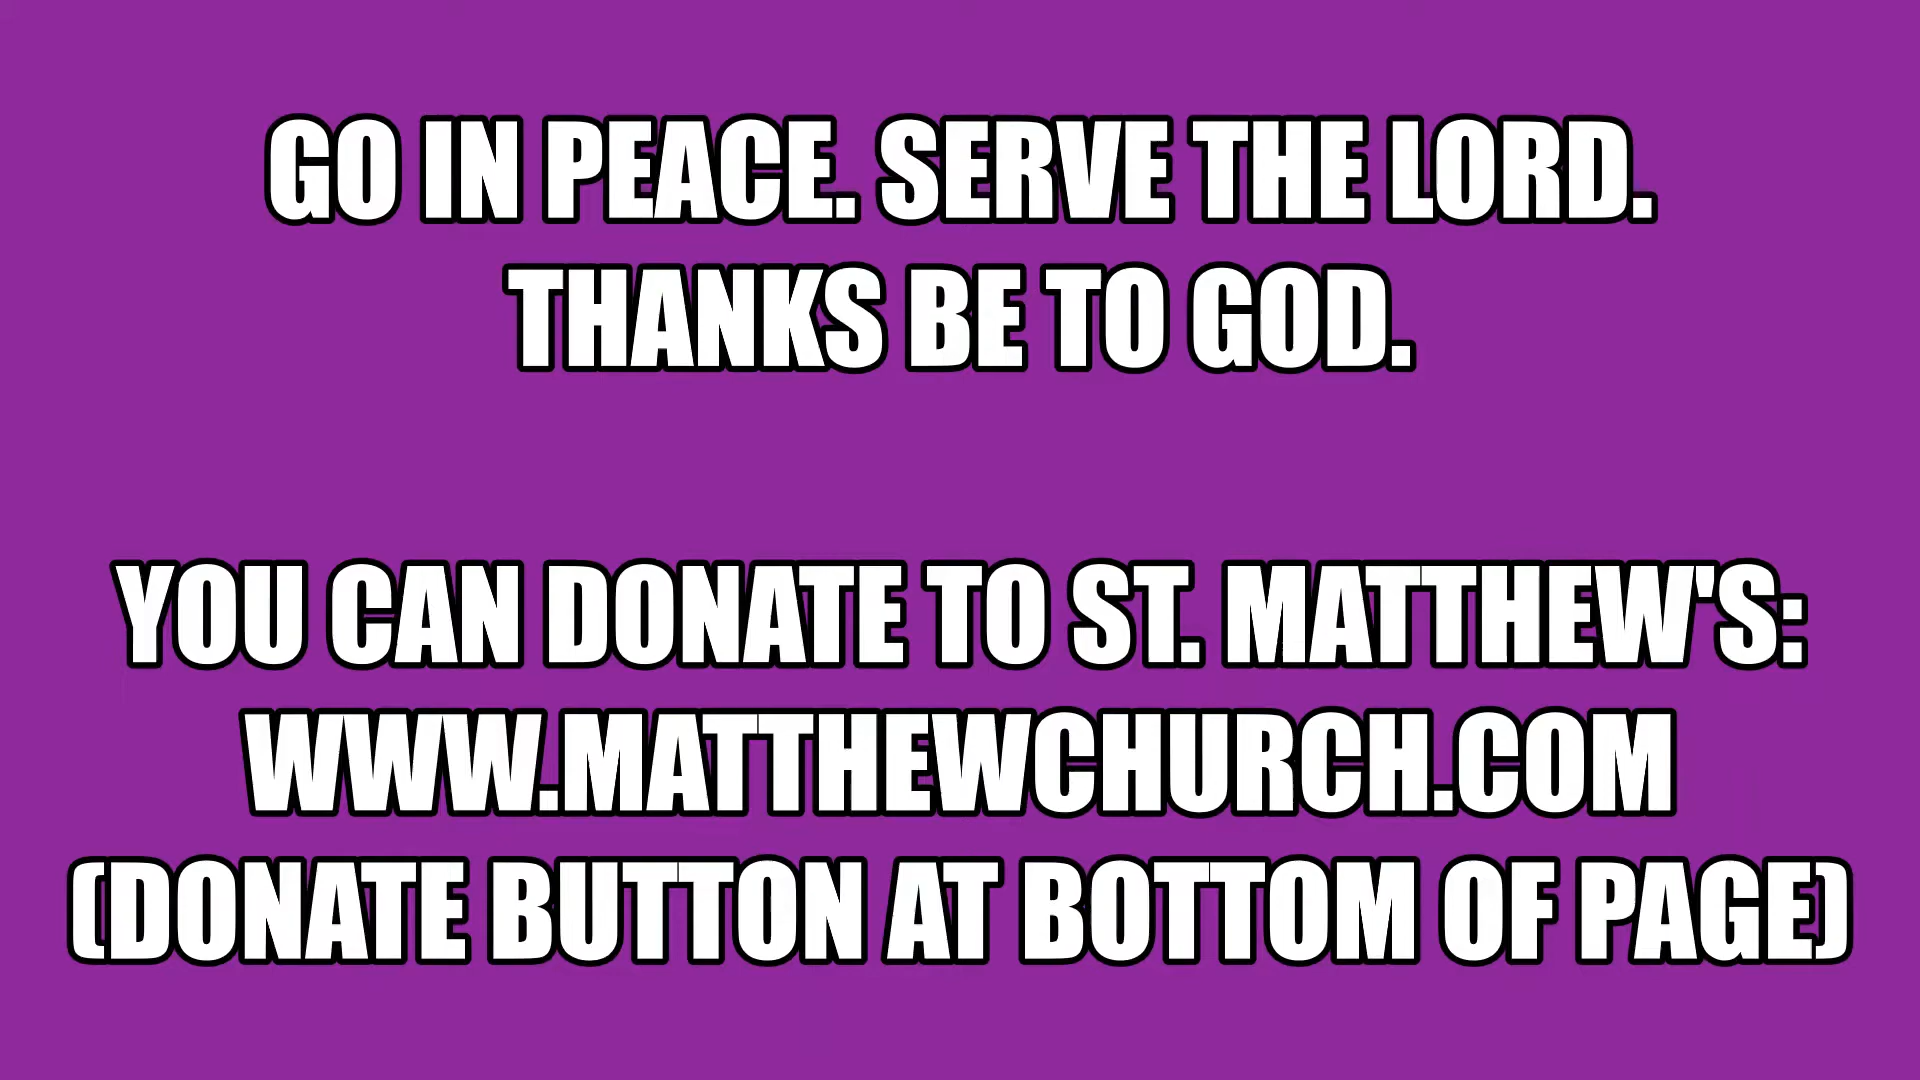 GO IN PEACE. SERVE THE LORD.
THANKS BE TO GOD.
YOU CAN DONATE TO ST. MATTHEW'S:
WWW.MATTHEWCHURCH.COM
(DONATE BUTTON AT BOTTOM OF PAGE)